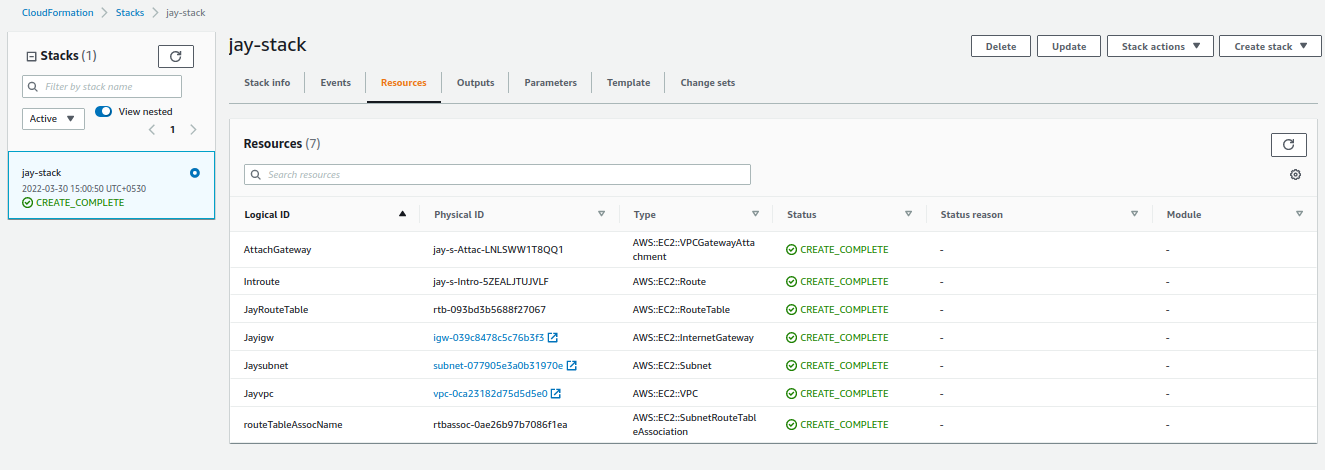 CloudFormation > Stacks > jay-stack
Stacks (1)
Filter by stack name
Active
View nested
1
jay-stack
2022-03-30 15:00:50 UTC+0530
CREATE_COMPLETE
jay-stack
Delete
Update
Stack actions
Create stack
Stack info
Events
Resources
Outputs
Parameters
Template
Change sets
Resources (7)
Search resources
Logical ID Physical ID Type Status Status reason Module
AttachGateway jay-s-Attac-LNLSWW1T8QQ1 AWS::EC2::VPCGatewayAtta CREATE_COMPLETE - -
chment
Introute jay-s-Intro-5ZEALJTUJVLF AWS::EC2::Route CREATE_COMPLETE - -
JayRouteTable rtb-093bd3b5688f27067 AWS::EC2::RouteTable CREATE_COMPLETE - -
Jayigw igw-039c8478c5c76b3f3 AWS::EC2::InternetGateway CREATE_COMPLETE - -
Jaysubnet subnet-077905e3a0b31970e AWS::EC2::Subnet CREATE_COMPLETE - -
Jayvpc vpc-0ca23182d75d5d5e0 AWS::EC2::VPC CREATE_COMPLETE - -
routeTableAssocName rtbassoc-0ae26b97b7086f1ea AWS::EC2::SubnetRouteTabl CREATE_COMPLETE - -
eAssociation